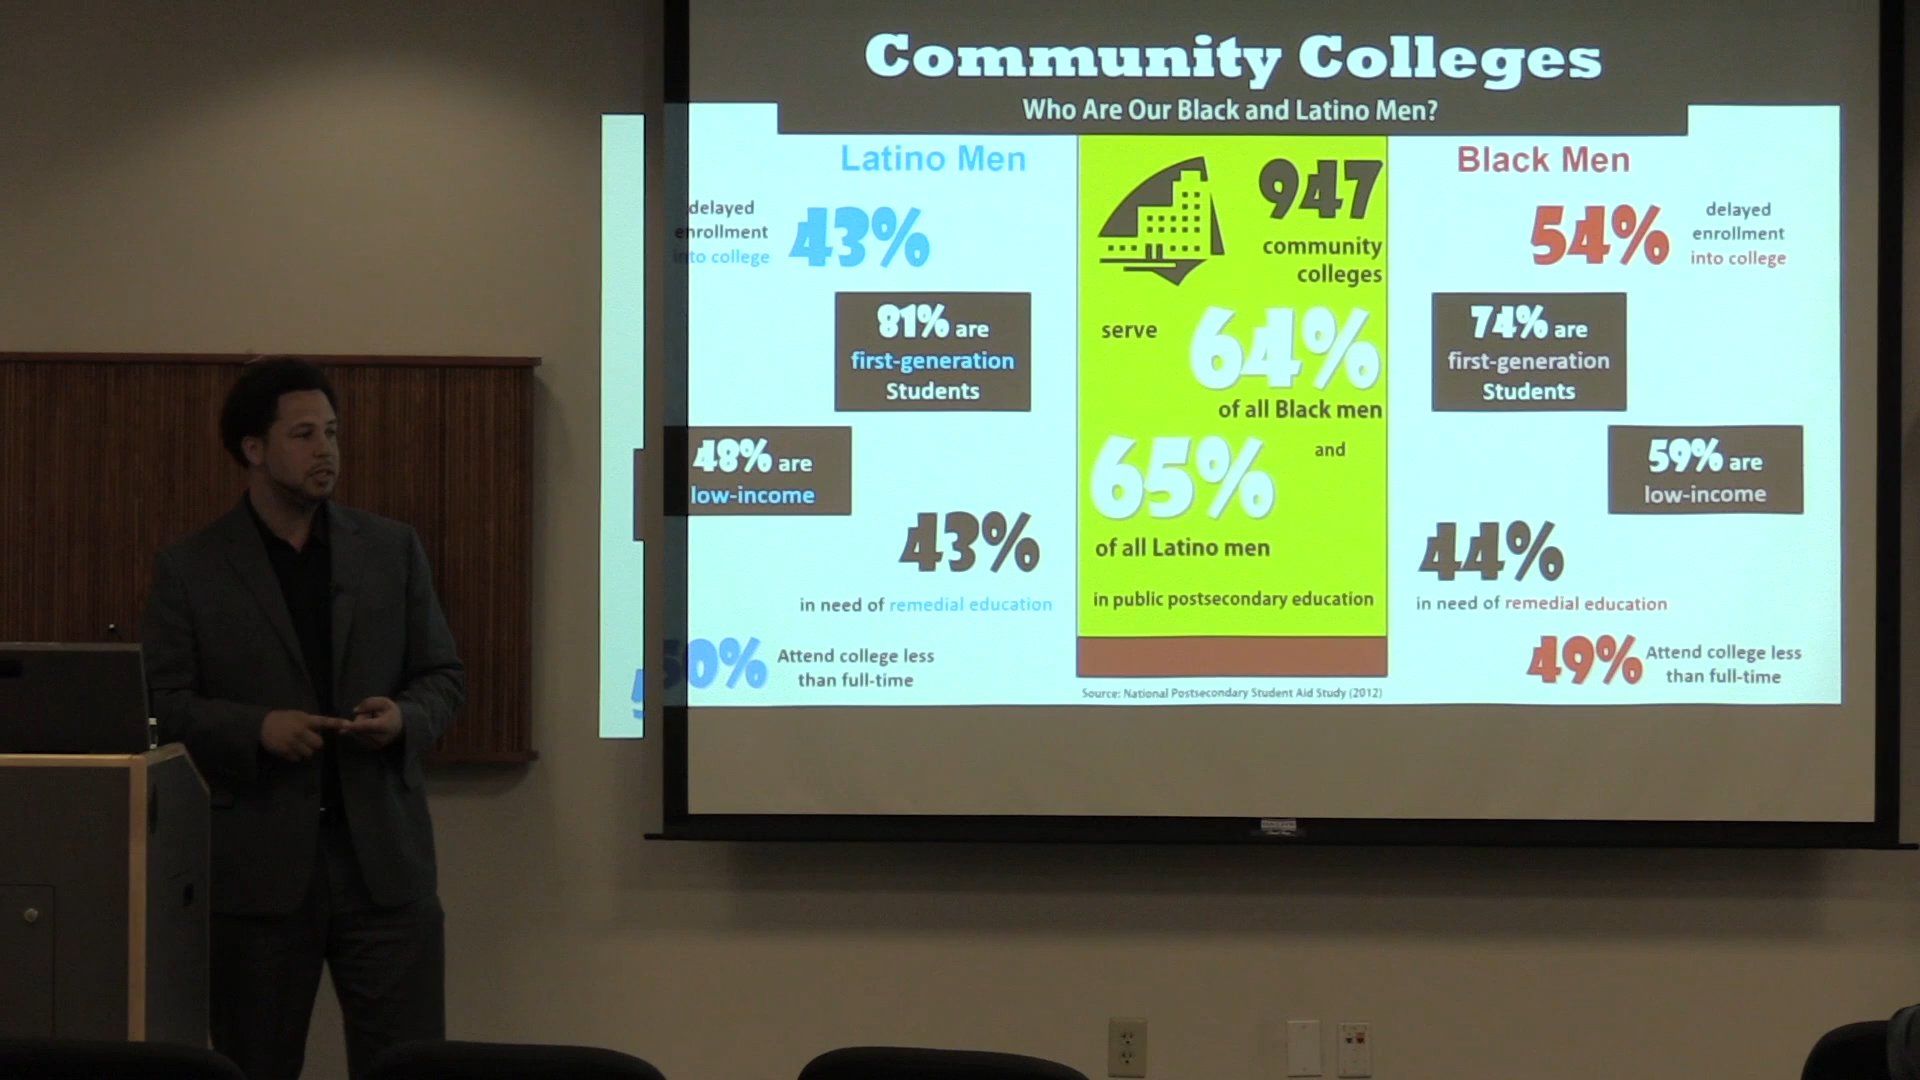 Community Colleges
Who Are Our Black and Latino Men?
Latino Men
delayed
enrollment
into college
43%
81% are
first-generation
Students
48% are
low-income
43%
in need of remedial education
50%
Attend college less
than full-time
947
community
colleges
serve
64%
of all Black men
and
65%
of all Latino men
in public postsecondary education
Source: National Postsecondary Student Aid Study (2012)
Black Men
54%
delayed
enrollment
into college
74% are
first-generation
Students
59% are
low-income
44%
in need of remedial education
49%
Attend college less
than full-time